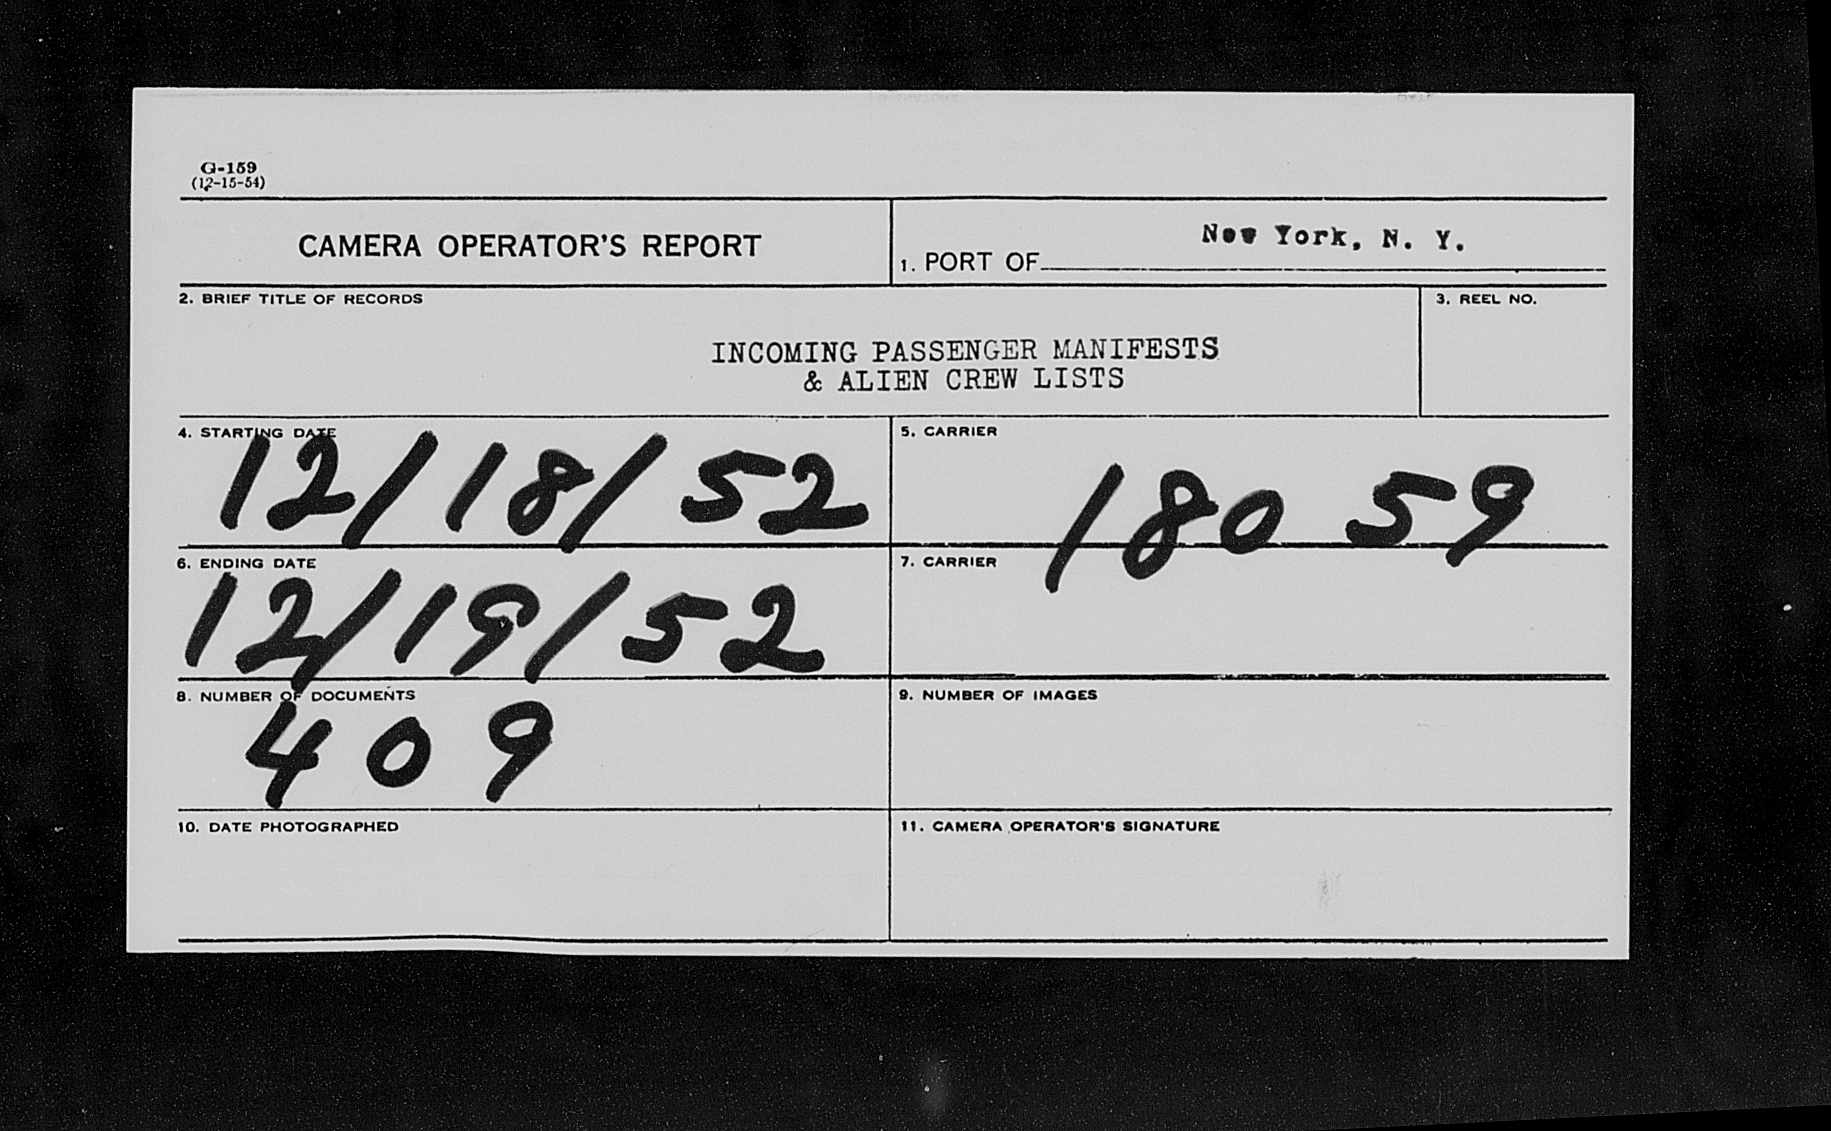 G-159
(12-15-54)
CAMERA OPERATOR'S REPORT
1. PORT OF New York, N. Y.
2. BRIEF TITLE OF RECORDS
INCOMING PASSENGER MANIFESTS
& ALIEN CREW LISTS
3. REEL NO.
4. STARTING DATE
12/18/52
5. CARRIER
18059
6. ENDING DATE
12/19/52
7. CARRIER
8. NUMBER OF DOCUMENTS
409
9. NUMBER OF IMAGES
10. DATE PHOTOGRAPHED
11. CAMERA OPERATOR'S SIGNATURE